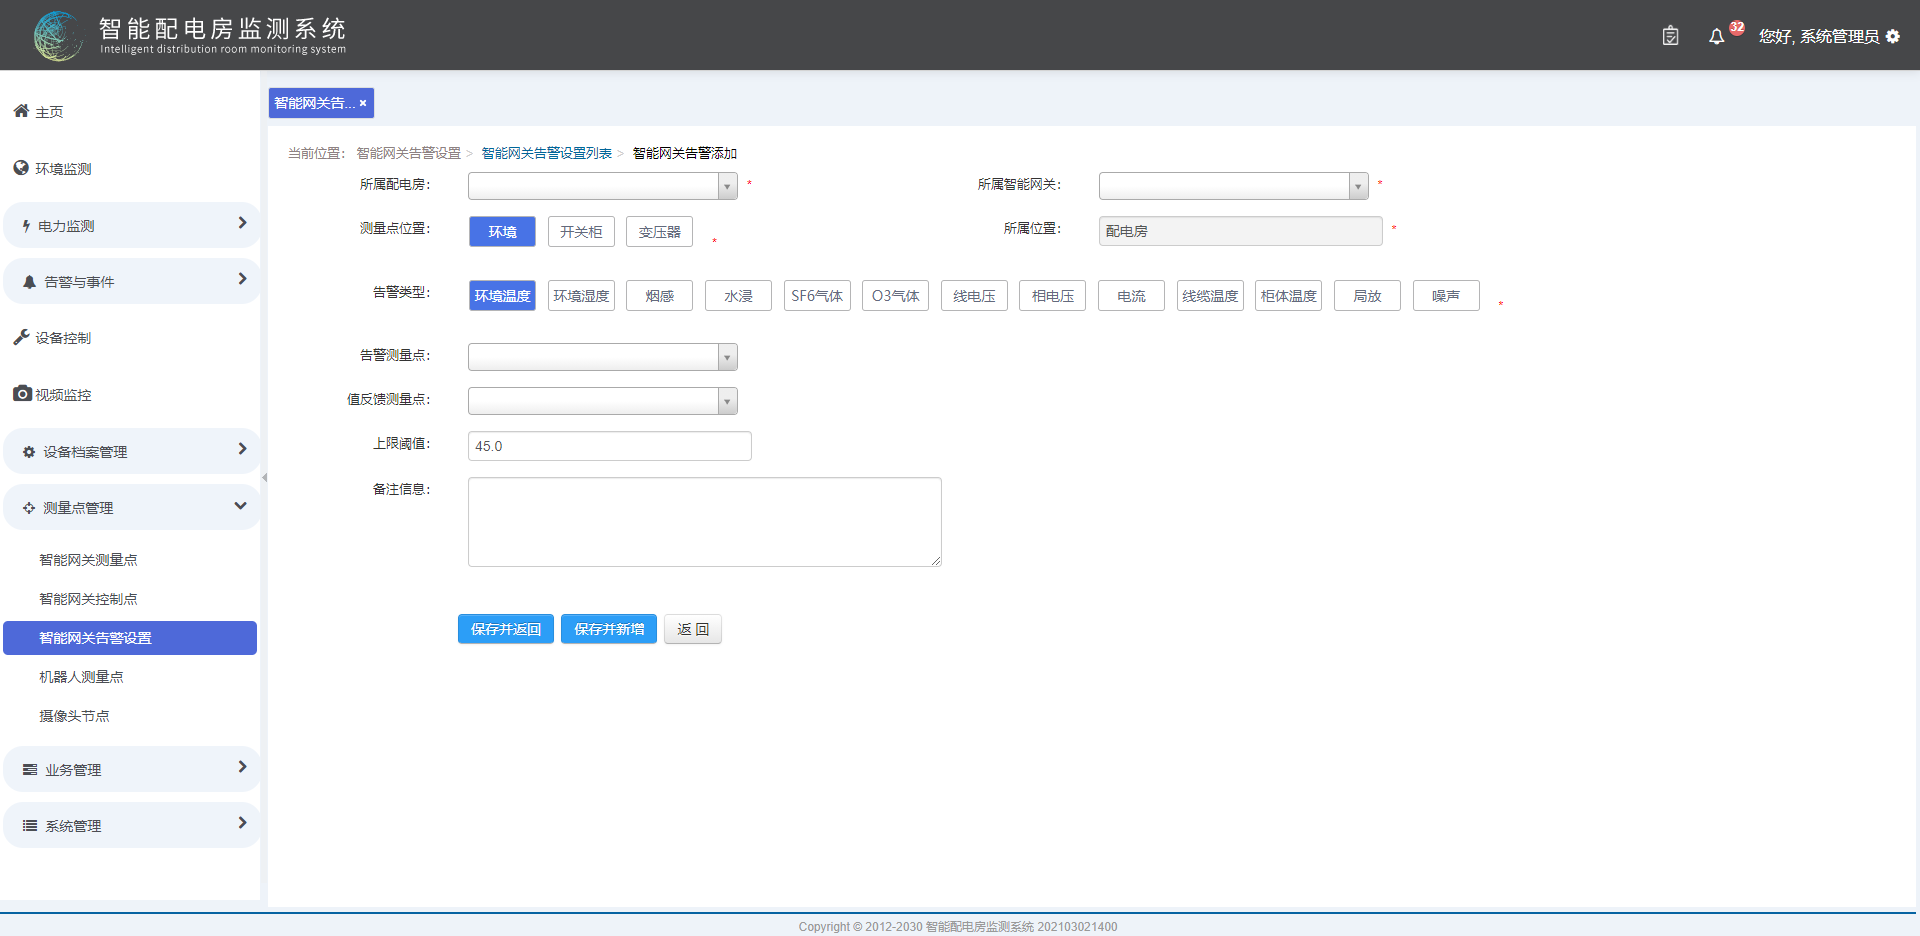 智能配电房监测系统
Intelligent distribution room monitoring system
32
您好, 系统管理员
主页
环境监测
电力监测
告警与事件
设备控制
视频监控
设备档案管理
测量点管理
智能网关测量点
智能网关控制点
智能网关告警设置
机器人测量点
摄像头节点
业务管理
系统管理
智能网关告... ×
当前位置: 智能网关告警设置 > 智能网关告警设置列表 > 智能网关告警添加
所属配电房: * 所属智能网关: *
测量点位置: 环境 开关柜 变压器 * 所属位置: 配电房 *
告警类型: 环境温度 环境湿度 烟感 水浸 SF6气体 O3气体 线电压 相电压 电流 线缆温度 柜体温度 局放 噪声 *
告警测量点:
值反馈测量点:
上限阈值: 45.0
备注信息:
保存并返回 保存并新增 返 回
Copyright © 2012-2030 智能配电房监测系统 202103021400